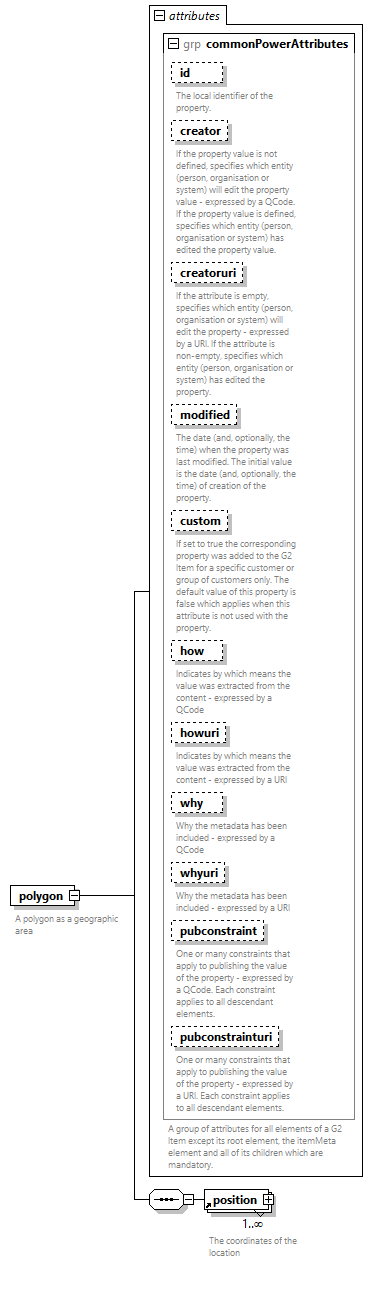 attributes
grp commonPowerAttributes
id
The local identifier of the
property.
creator
If the property value is not
defined, specifies which entity
(person, organisation or
system) will edit the property
value - expressed by a QCode.
If the property value is defined,
specifies which entity (person,
organisation or system) has
edited the property value.
creatoruri
If the attribute is empty,
specifies which entity (person,
organisation or system) will
edit the property - expressed
by a URI. If the attribute is
non-empty, specifies which
entity (person, organisation or
system) has edited the
property.
modified
The date (and, optionally, the
time) when the property was
last modified. The initial value
is the date (and, optionally, the
time) of creation of the
property.
custom
If set to true the corresponding
property was added to the G2
Item for a specific customer or
group of customers only. The
default value of this property is
false which applies when this
attribute is not used with the
property.
how
Indicates by which means the
value was extracted from the
content - expressed by a
QCode
howuri
Indicates by which means the
value was extracted from the
content - expressed by a URI
why
Why the metadata has been
included - expressed by a
QCode
whyuri
Why the metadata has been
included - expressed by a URI
pubconstraint
One or many constraints that
apply to publishing the value
of the property - expressed by
a QCode. Each constraint
applies to all descendant
elements.
pubconstrainturi
One or many constraints that
apply to publishing the value
of the property - expressed by
a URI. Each constraint applies
to all descendant elements.
A group of attributes for all elements of a G2
Item except its root element, the itemMeta
element and all of its children which are
mandatory.
polygon
A polygon as a geographic
area
position
1..∞
The coordinates of the
location